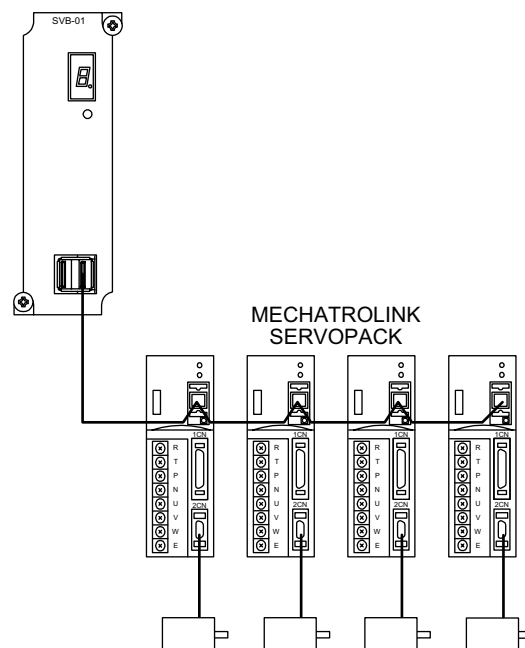 SVB-01
MECHATROLINK
SERVOPACK
1CN 1CN 1CN 1CN
R R R R
T T T T
P P P P
N N N N
U U U U
2CN 2CN 2CN 2CN
V V V V
W W W W
E E E E